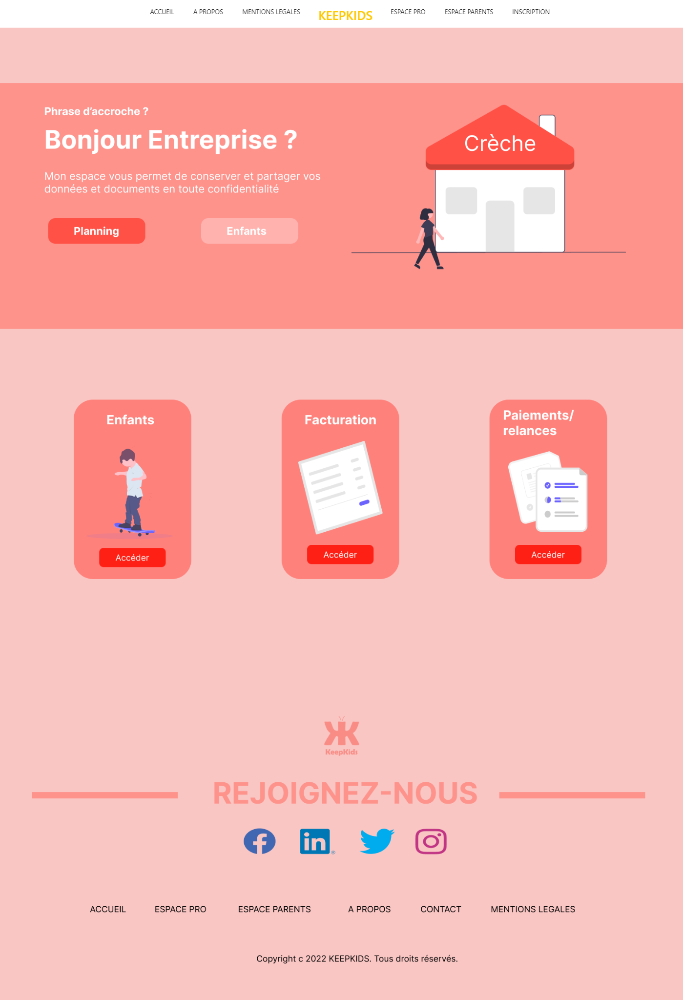 ACCUEIL A PROPOS MENTIONS LEGALES KEEPKIDS ESPACE PRO ESPACE PARENTS INSCRIPTION
Phrase d’accroche ?
Bonjour Entreprise ?
Mon espace vous permet de conserver et partager vos
données et documents en toute confidentialité
Planning Enfants
Crèche
Enfants
Accéder
Facturation
Accéder
Paiements/
relances
Accéder
KeepKids
REJOIGNEZ-NOUS
in ®
ACCUEIL ESPACE PRO ESPACE PARENTS A PROPOS CONTACT MENTIONS LEGALES
Copyright c 2022 KEEPKIDS. Tous droits réservés.